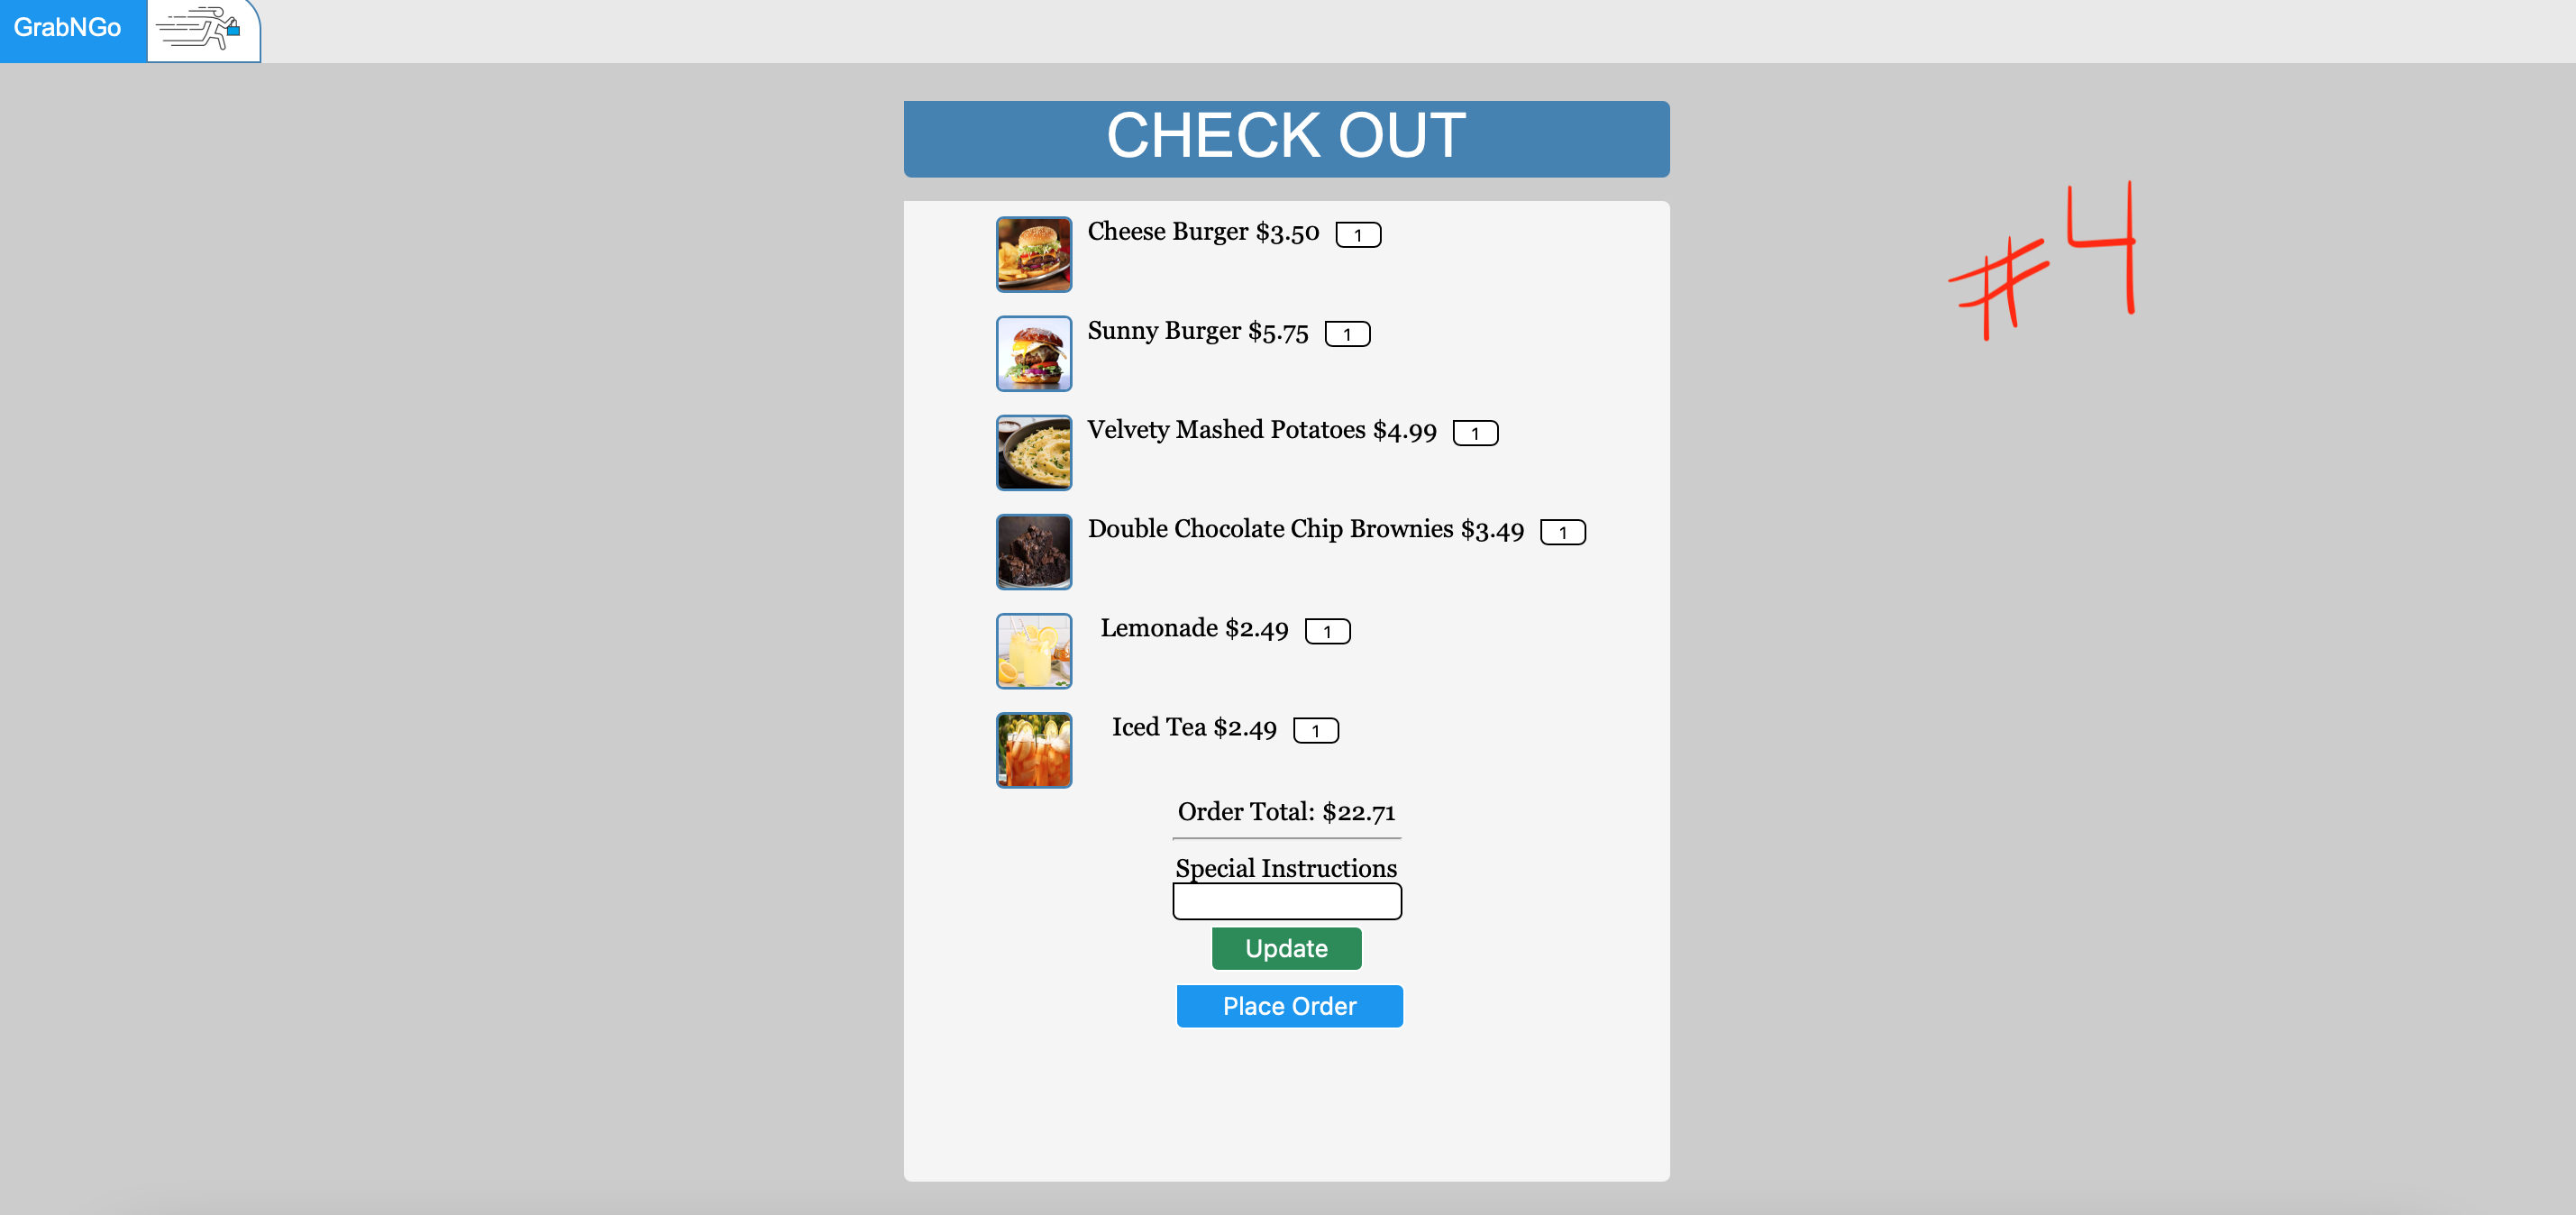 GrabNGo
CHECK OUT
#4
Cheese Burger $3.50 1
Sunny Burger $5.75 1
Velvety Mashed Potatoes $4.99 1
Double Chocolate Chip Brownies $3.49 1
Lemonade $2.49 1
Iced Tea $2.49 1
Order Total: $22.71
Special Instructions
Update
Place Order